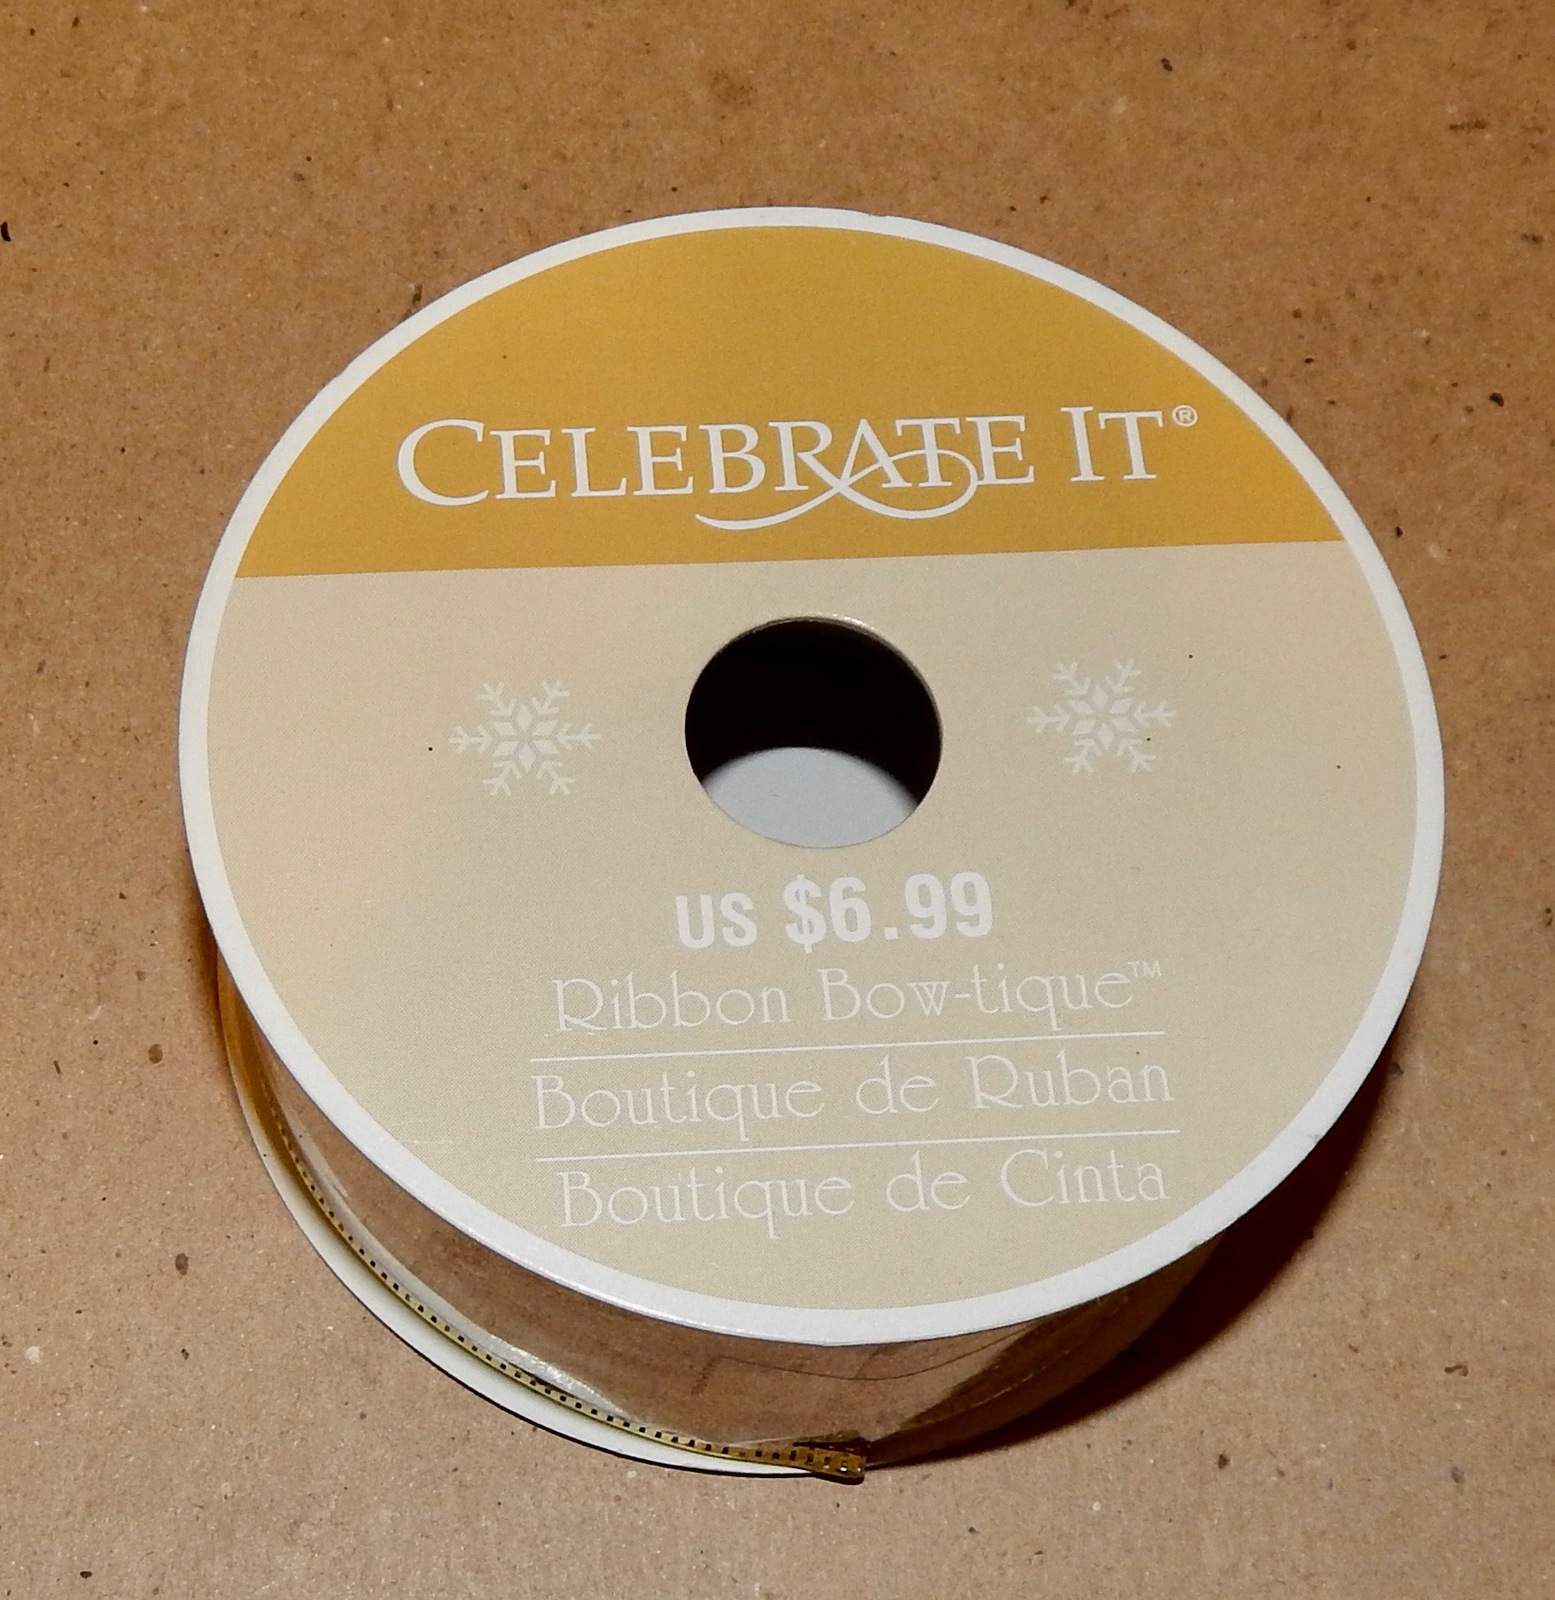 CELEBRATE IT®
US $6.99
Ribbon Bow-tique™
Boutique de Ruban
Boutique de Cinta